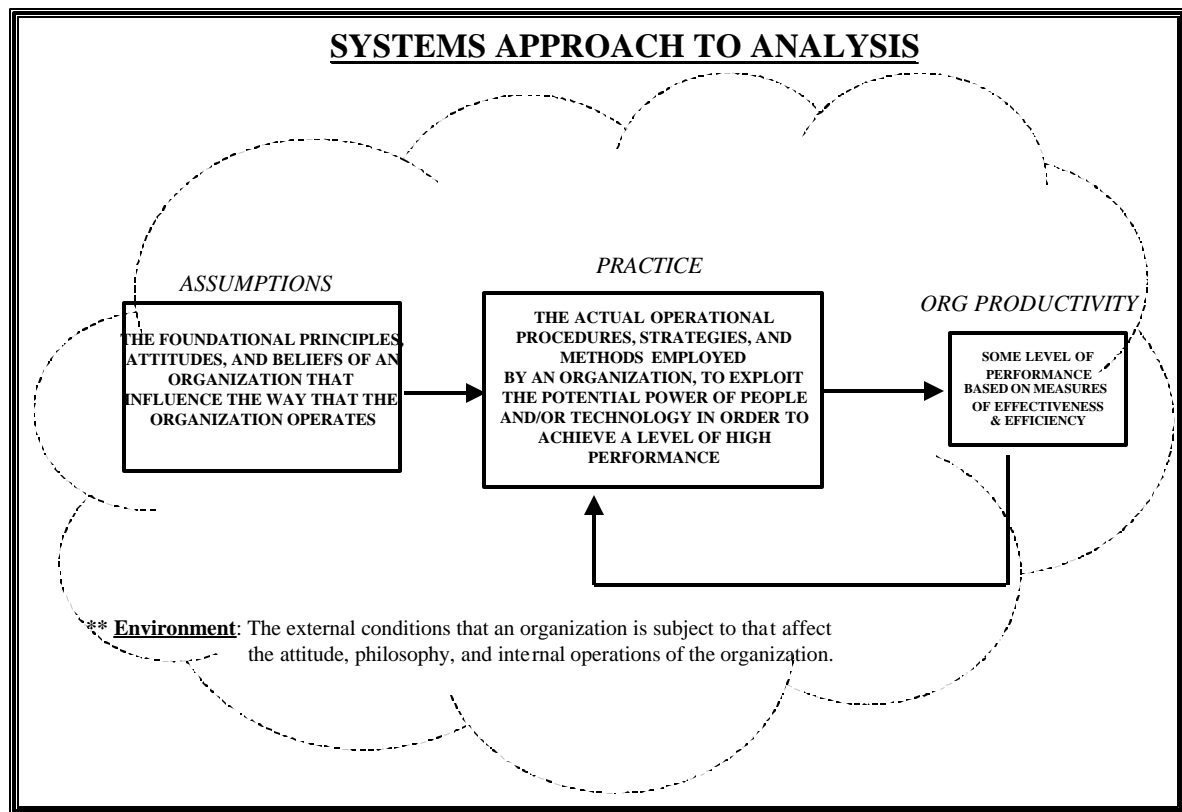 SYSTEMS APPROACH TO ANALYSIS
ASSUMPTIONS
THE FOUNDATIONAL PRINCIPLES,
ATTITUDES, AND BELIEFS OF AN
ORGANIZATION THAT
INFLUENCE THE WAY THAT THE
ORGANIZATION OPERATES
PRACTICE
THE ACTUAL OPERATIONAL
PROCEDURES, STRATEGIES, AND
METHODS EMPLOYED
BY AN ORGANIZATION, TO EXPLOIT
THE POTENTIAL POWER OF PEOPLE
AND/OR TECHNOLOGY IN ORDER TO
ACHIEVE A LEVEL OF HIGH
PERFORMANCE
ORG PRODUCTIVITY
SOME LEVEL OF
PERFORMANCE
BASED ON MEASURES
OF EFFECTIVENESS
& EFFICIENCY
** Environment: The external conditions that an organization is subject to that affect
the attitude, philosophy, and internal operations of the organization.